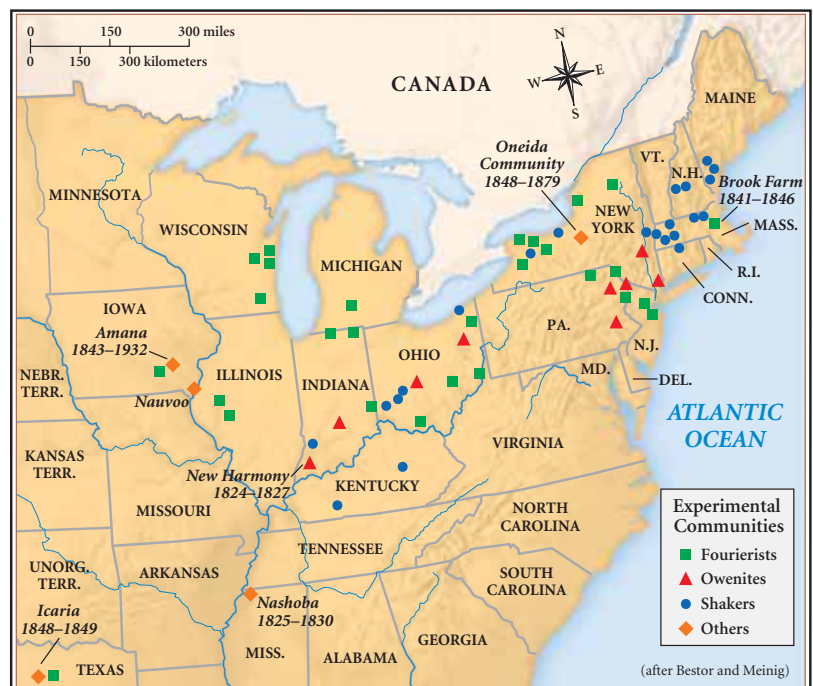 0 150 300 miles
0 150 300 kilometers
N
W E
S
CANADA
MAINE
Oneida
Community
1848–1879
VT.
N.H.
Brook Farm
1841–1846
MINNESOTA
NEW
YORK
MASS.
WISCONSIN
MICHIGAN
R.I.
CONN.
IOWA
Amana
1843–1932
PA.
OHIO
N.J.
NEBR.
TERR.
ILLINOIS
INDIANA
MD.
DEL.
Nauvoo
ATLANTIC
OCEAN
KANSAS
TERR.
VIRGINIA
New Harmony
1824–1827
KENTUCKY
MISSOURI
NORTH
CAROLINA
TENNESSEE
UNORG.
TERR.
ARKANSAS
SOUTH
CAROLINA
Icaria
1848–1849
Nashoba
1825–1830
GEORGIA
MISS.
ALABAMA
TEXAS
Experimental
Communities
Fourierists
Owenites
Shakers
Others
(after Bestor and Meinig)